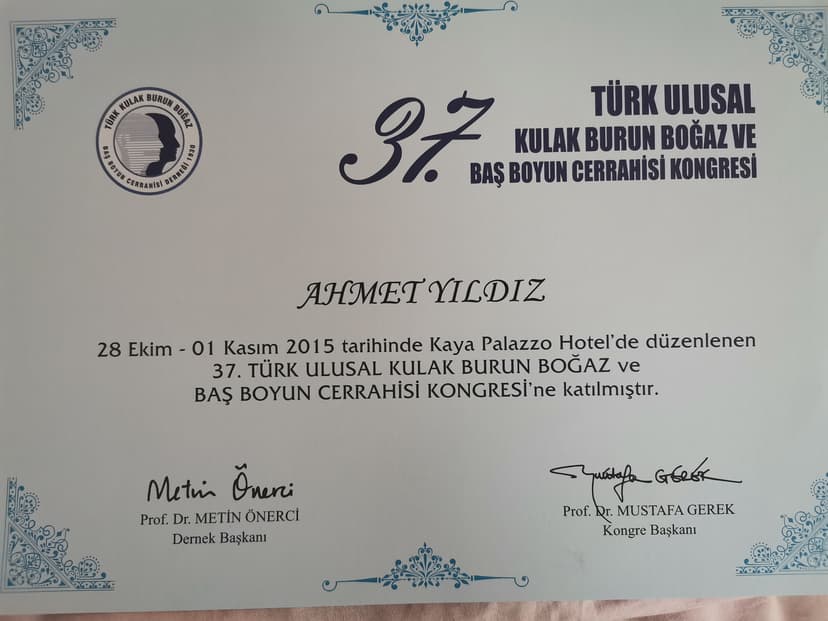 TÜRK KULAK BURUN BOĞAZ
BAŞ BOYUN CERRAHİSİ DERNEĞİ 1930
37.
TÜRK ULUSAL
KULAK BURUN BOĞAZ VE
BAŞ BOYUN CERRAHİSİ KONGRESİ
AHMET YILDIZ
28 Ekim - 01 Kasım 2015 tarihinde Kaya Palazzo Hotel'de düzenlenen
37. TÜRK ULUSAL KULAK BURUN BOĞAZ ve
BAŞ BOYUN CERRAHİSİ KONGRESİ'ne katılmıştır.
Metin Önerci
Prof. Dr. METİN ÖNERCİ
Dernek Başkanı
Mustafa GEREK
Prof. Dr. MUSTAFA GEREK
Kongre Başkanı